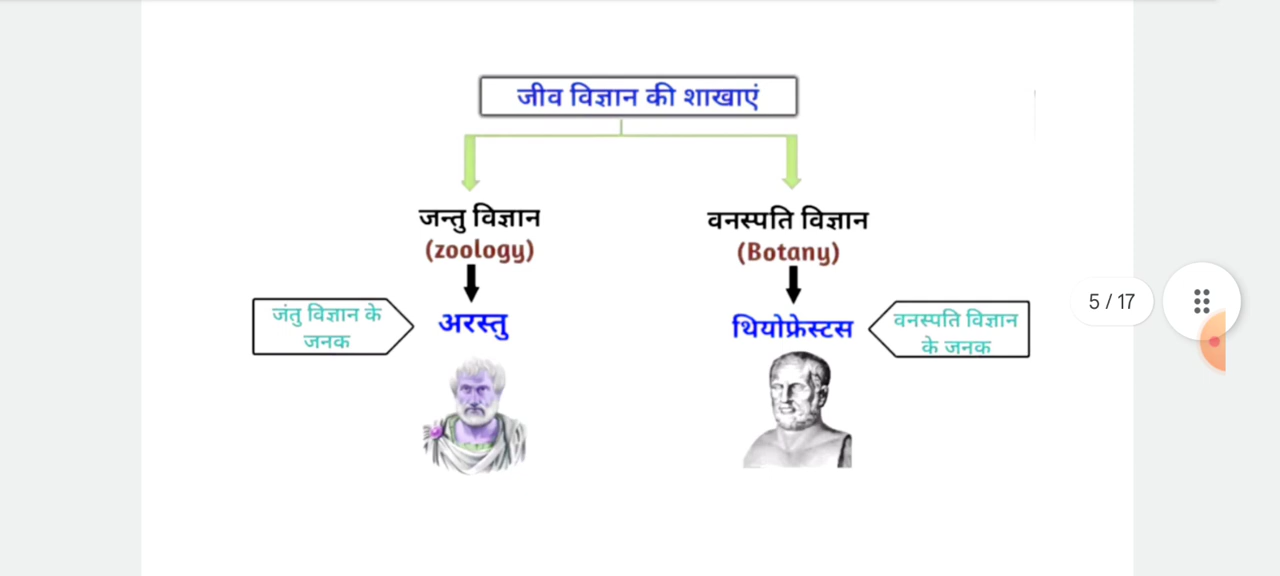 जीव विज्ञान की शाखाएं
जन्तु विज्ञान
(zoology)
वनस्पति विज्ञान
(Botany)
जंतु विज्ञान के
जनक
अरस्तु
थियोफ्रेस्टस
वनस्पति विज्ञान
के जनक
5 / 17